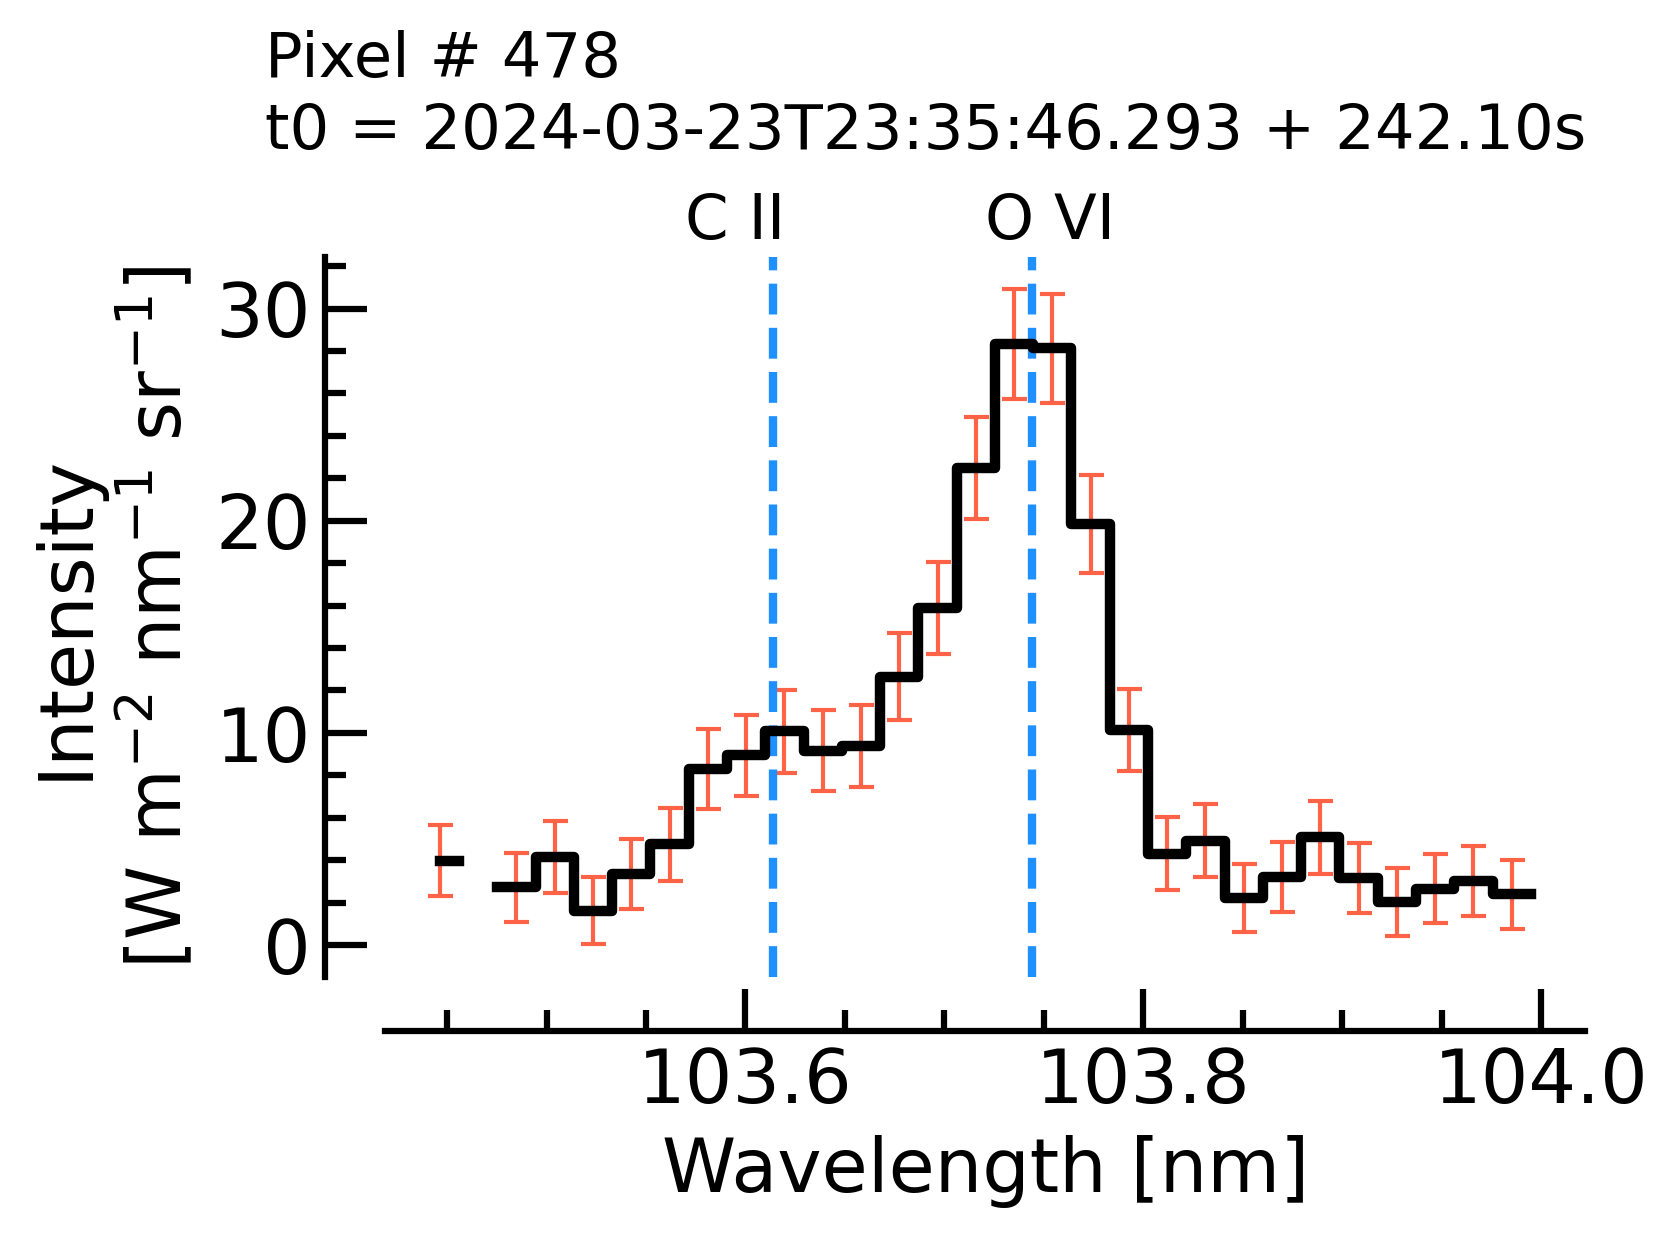 Pixel # 478
t0 = 2024-03-23T23:35:46.293 + 242.10s
C II
O VI
Intensity
[W m⁻² nm⁻¹ sr⁻¹]
30
20
10
0
103.6
103.8
104.0
Wavelength [nm]